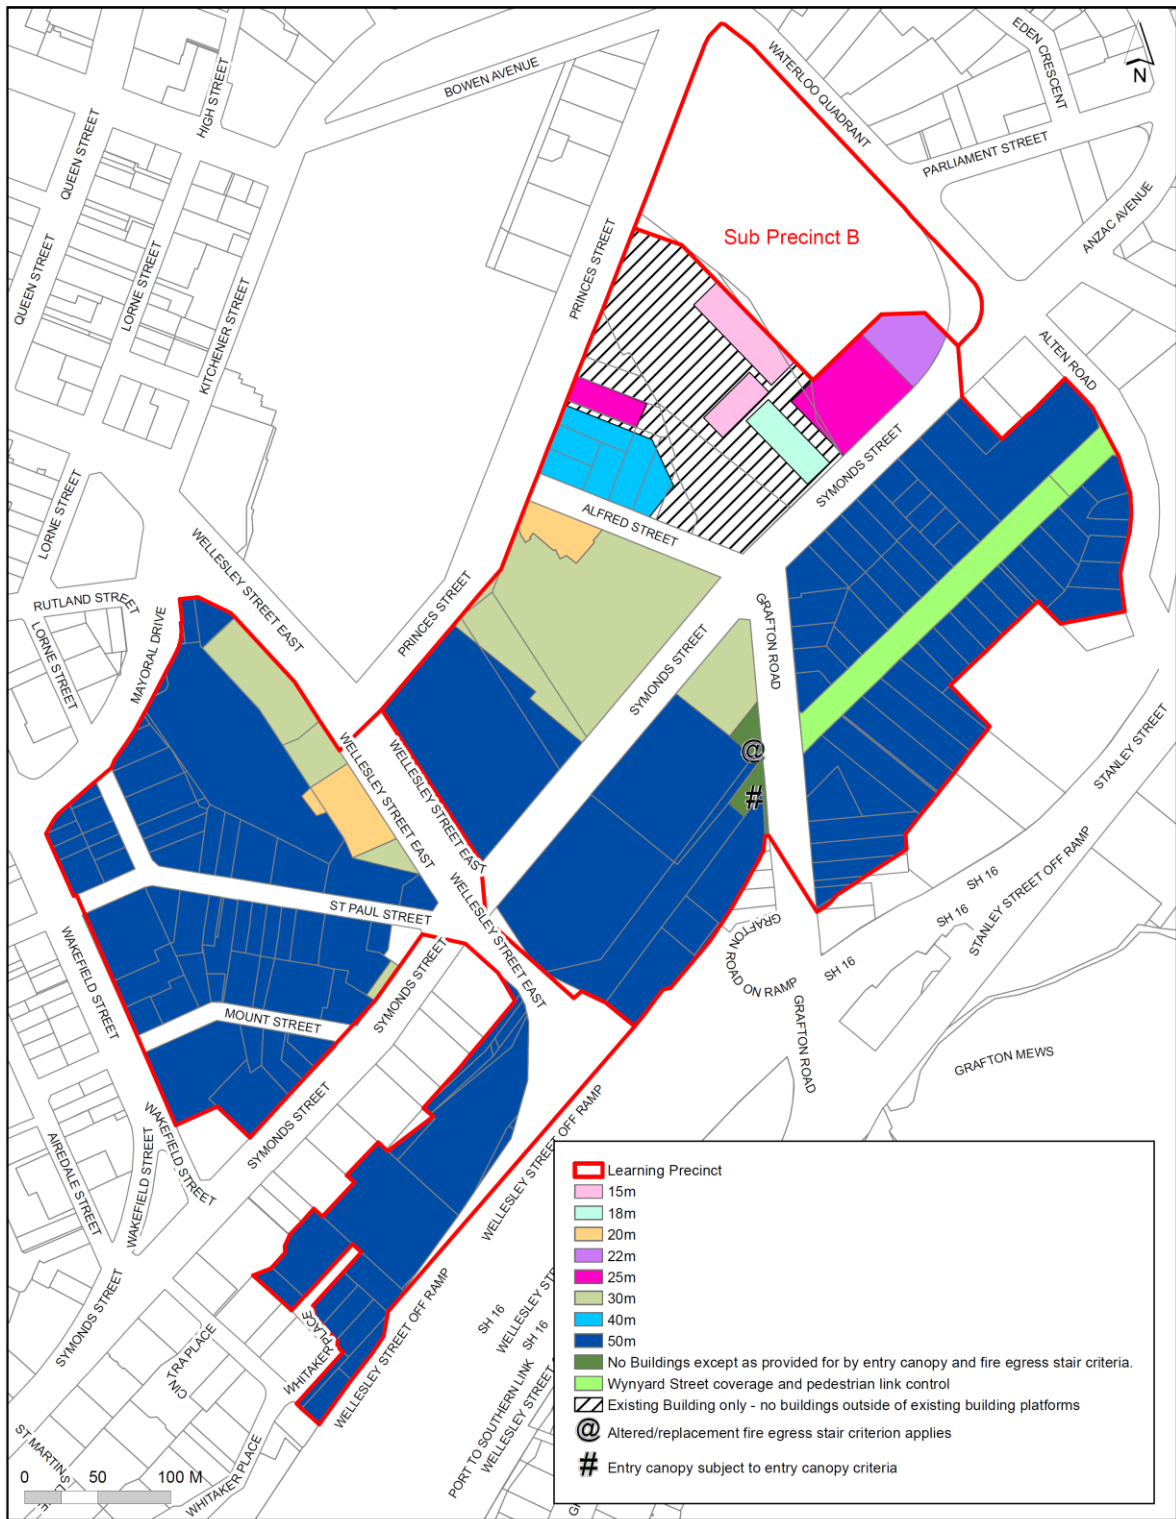 EDEN CRESCENT
WATERLOO QUADRANT
N
HIGH STREET
BOWEN AVENUE
QUEEN STREET
PARLIAMENT STREET
ANZAC AVENUE
Sub Precinct B
PRINCES STREET
QUEEN STREET
LORNE STREET
KITCHENER STREET
ALTEN ROAD
SYMONDS STREET
LORNE STREET
ALFRED STREET
WELLESLEY STREET EAST
RUTLAND STREET
LORNE STREET
MAYORAL DRIVE
PRINCES STREET
GRAFTON ROAD
SYMONDS STREET
@
#
STANLEY STREET
WELLESLEY STREET EAST
WELLESLEY STREET EAST
WELLESLEY STREET EAST
ST PAUL STREET
SH 16
SH 16
SH 16
STANLEY STREET OFF RAMP
GRAFTON
ROAD ON RAMP
GRAFTON ROAD
GRAFTON MEWS
WAKEFIELD STREET
SYMONDS STREET
MOUNT STREET
SYMONDS STREET
WAKEFIELD STREET
WAKEFIELD STREET
AIREDALE STREET
WELLESLEY STREET OFF RAMP
SYMONDS STREET
WHITAKER PLACE
CINTRA PLACE
WELLESLEY STREET OFF RAMP
SH 16
WELLESLEY STR
SH 16
PORT TO SOUTHERN LINK
WELLESLEY STREET
ST MARTINS
WHITAKER PLACE
0 50 100 M
Learning Precinct
15m
18m
20m
22m
25m
30m
40m
50m
No Buildings except as provided for by entry canopy and fire egress stair criteria.
Wynyard Street coverage and pedestrian link control
Existing Building only - no buildings outside of existing building platforms
@ Altered/replacement fire egress stair criterion applies
# Entry canopy subject to entry canopy criteria